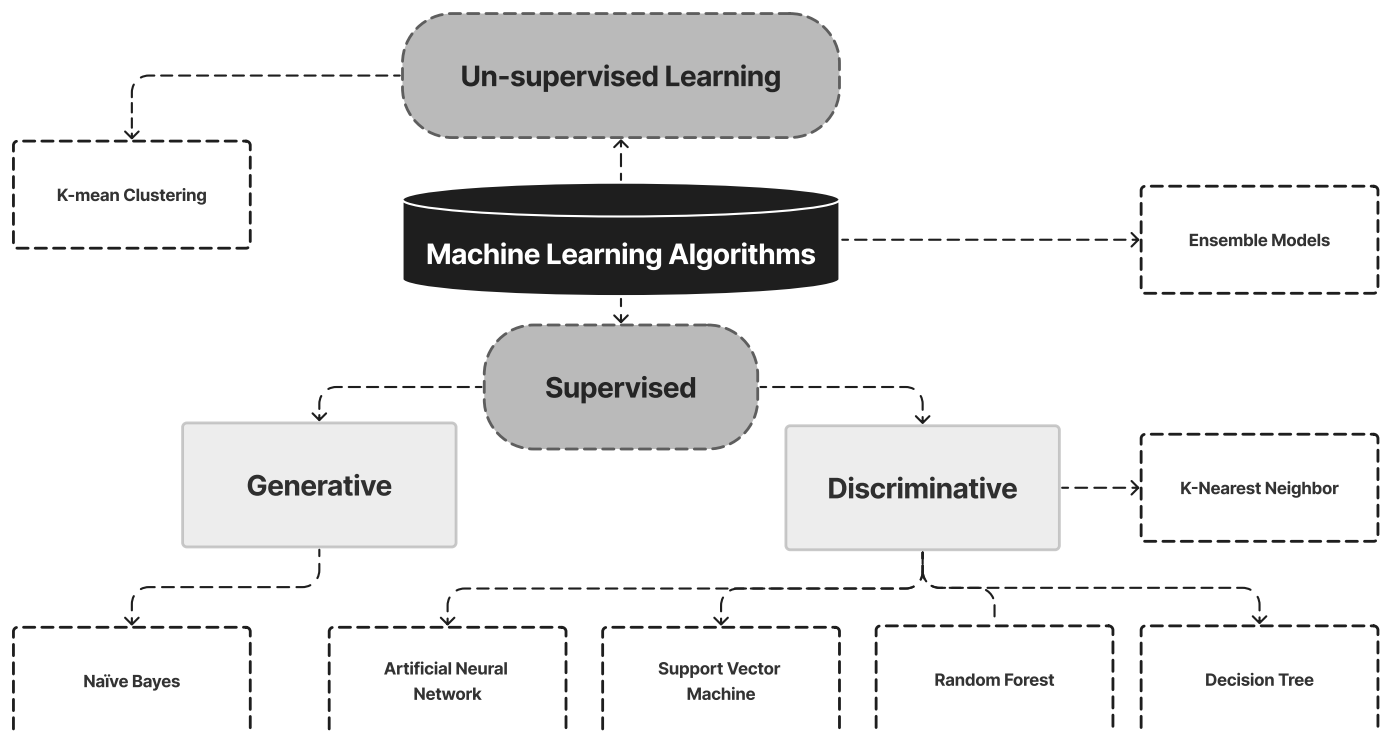 Un-supervised Learning
K-mean Clustering
Machine Learning Algorithms
Ensemble Models
Supervised
Generative
Discriminative
K-Nearest Neighbor
Naïve Bayes
Artificial Neural
Network
Support Vector
Machine
Random Forest
Decision Tree